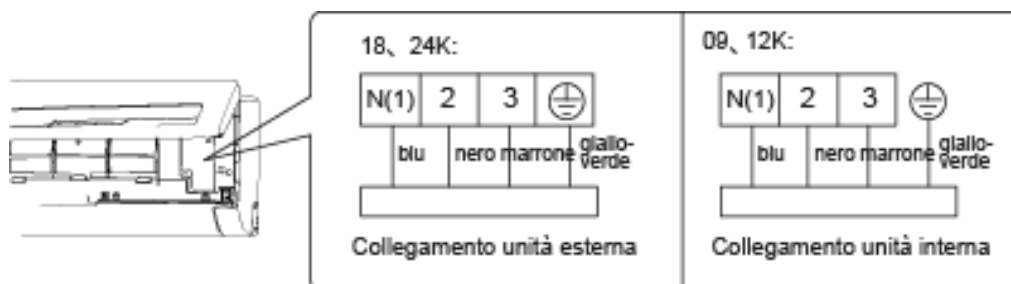 18、24K:
N(1) 2 3
blu nero marrone giallo-
verde
Collegamento unità esterna
09、12K:
N(1) 2 3
blu nero marrone giallo-
verde
Collegamento unità interna